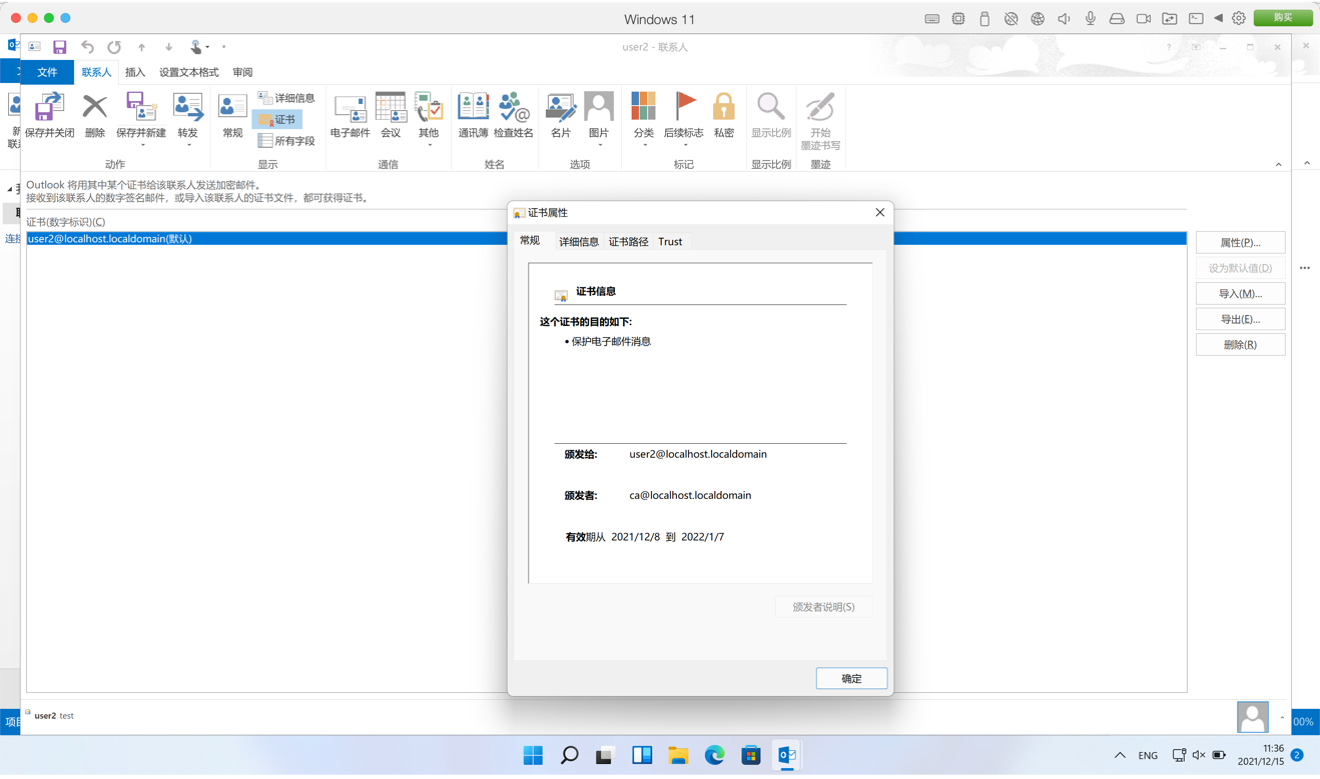 Windows 11
购买
user2 - 联系人
文件
联系人
插入
设置文本格式
审阅
保存并关闭
删除
保存并新建
转发
动作
常规
详细信息
证书
所有字段
显示
电子邮件
会议
其他
通信
通讯簿
检查姓名
姓名
名片
图片
选项
分类
后续标志
私密
标记
显示比例
显示比例
开始
墨迹书写
墨迹
Outlook 将用其中某个证书给该联系人发送加密邮件。
接收到该联系人的数字签名邮件，或导入该联系人的证书文件，都可获得证书。
证书(数字标识)(C)
连接
user2@localhost.localdomain(默认)
属性(P)...
设为默认值(D)
导入(M)...
导出(E)...
删除(R)
证书属性
常规
详细信息
证书路径
Trust
证书信息
这个证书的目的如下:
• 保护电子邮件消息
颁发给: user2@localhost.localdomain
颁发者: ca@localhost.localdomain
有效期从 2021/12/8 到 2022/1/7
颁发者说明(S)
确定
项目
user2 test
00%
ENG
11:36
2021/12/15
2